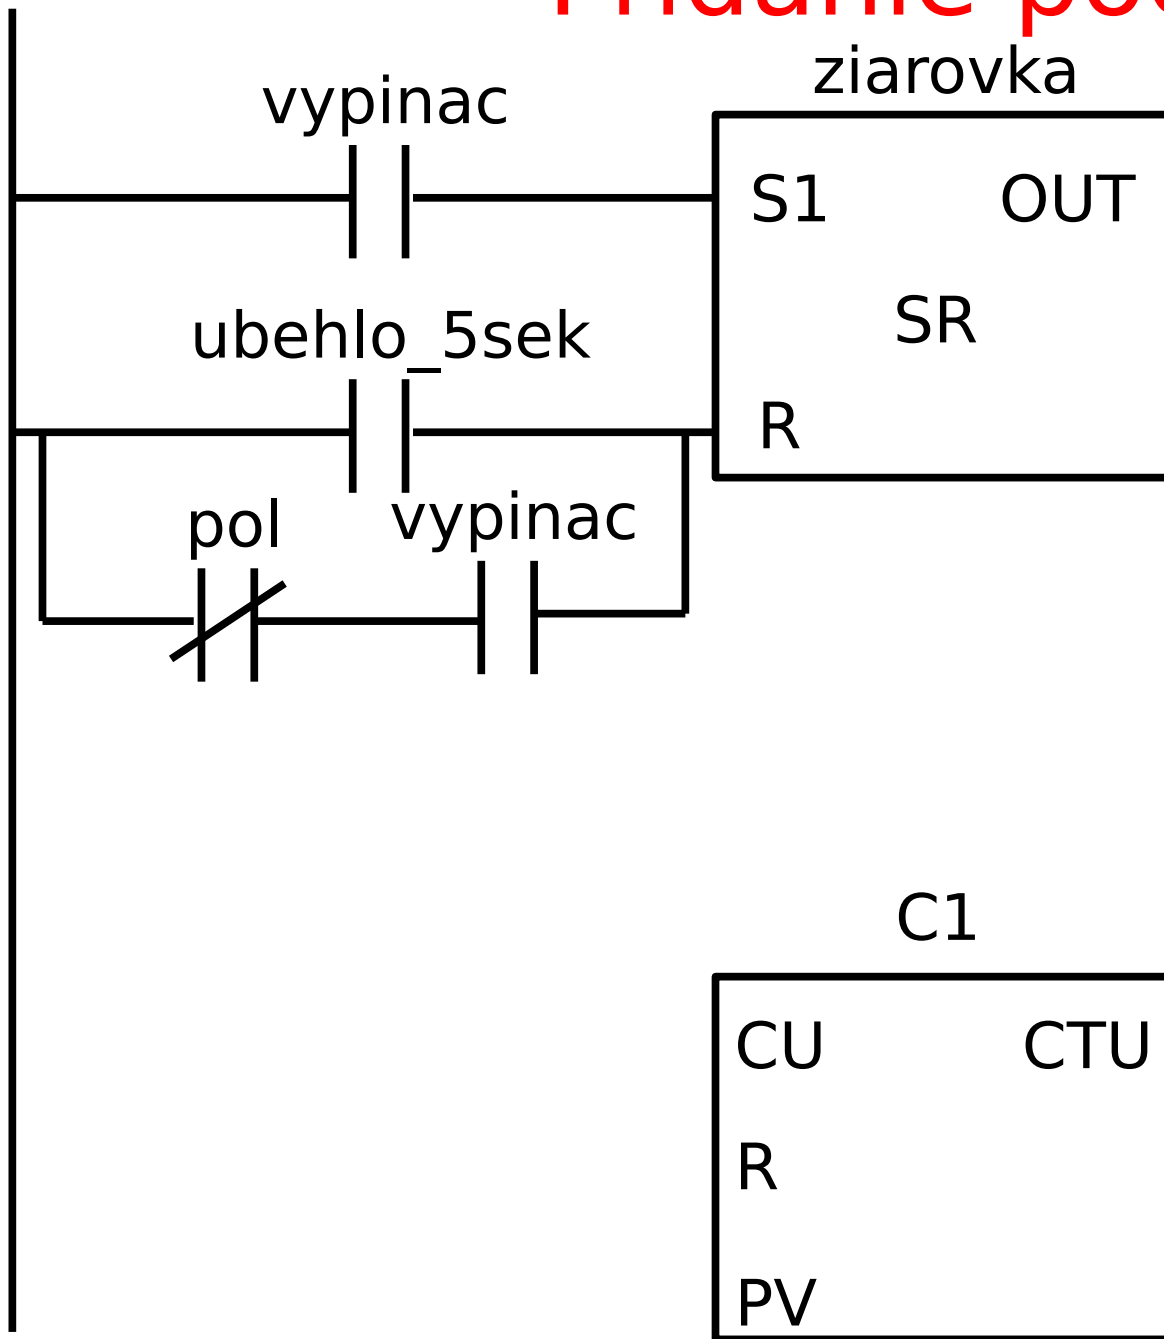 ziarovka
vypinac
S1 OUT
SR
ubehlo_5sek
R
pol vypinac
C1
CU CTU
R
PV